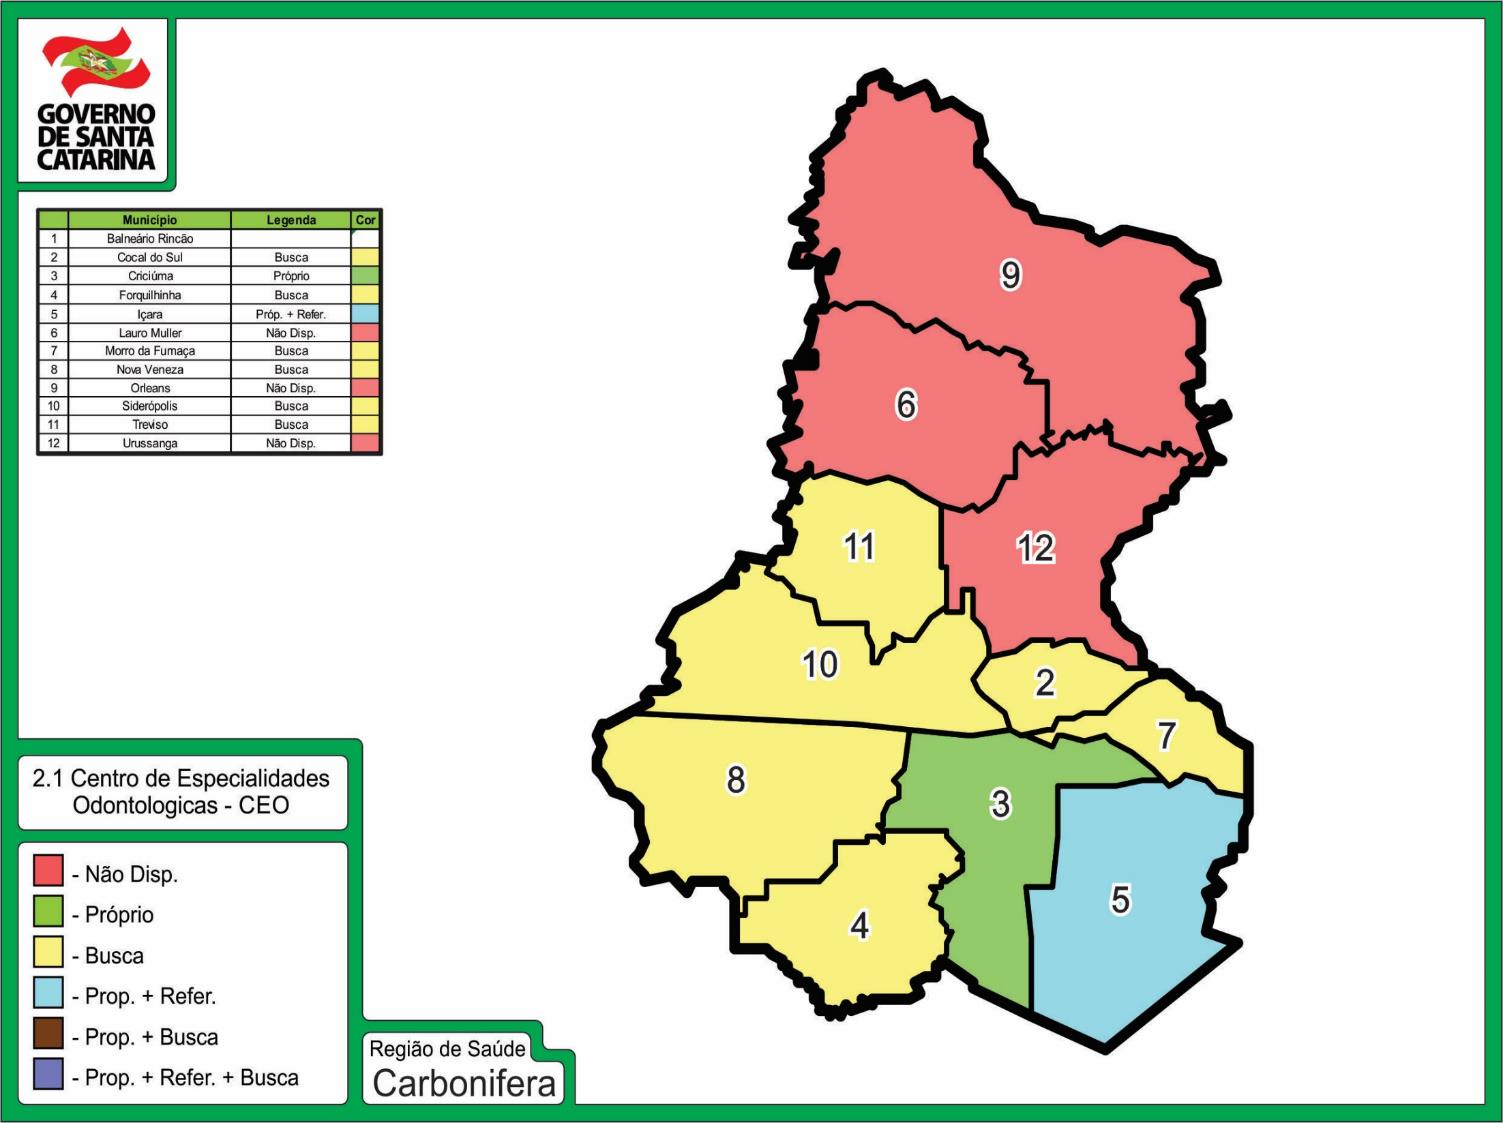 GOVERNO
DE SANTA
CATARINA
Município Legenda Cor
1 Balneário Rincão
2 Cocal do Sul Busca
3 Criciúma Próprio
4 Forquilhinha Busca
5 Içara Próp. + Refer.
6 Lauro Muller Não Disp.
7 Morro da Fumaça Busca
8 Nova Veneza Busca
9 Orleans Não Disp.
10 Siderópolis Busca
11 Treviso Busca
12 Urussanga Não Disp.
9
6
11
12
10
2
7
8
3
5
4
2.1 Centro de Especialidades
Odontologicas - CEO
- Não Disp.
- Próprio
- Busca
- Prop. + Refer.
- Prop. + Busca
- Prop. + Refer. + Busca
Região de Saúde
Carbonifera